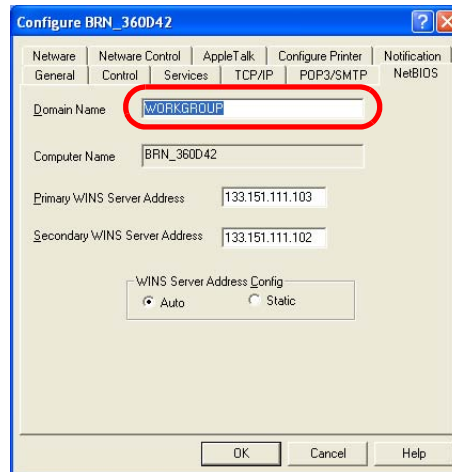 Configure BRN_360D42
Netware Netware Control AppleTalk Configure Printer Notification
General Control Services TCP/IP POP3/SMTP NetBIOS
Domain Name WORKGROUP
Computer Name BRN_360D42
Primary WINS Server Address 133.151.111.103
Secondary WINS Server Address 133.151.111.102
WINS Server Address Config
Auto Static
OK Cancel Help